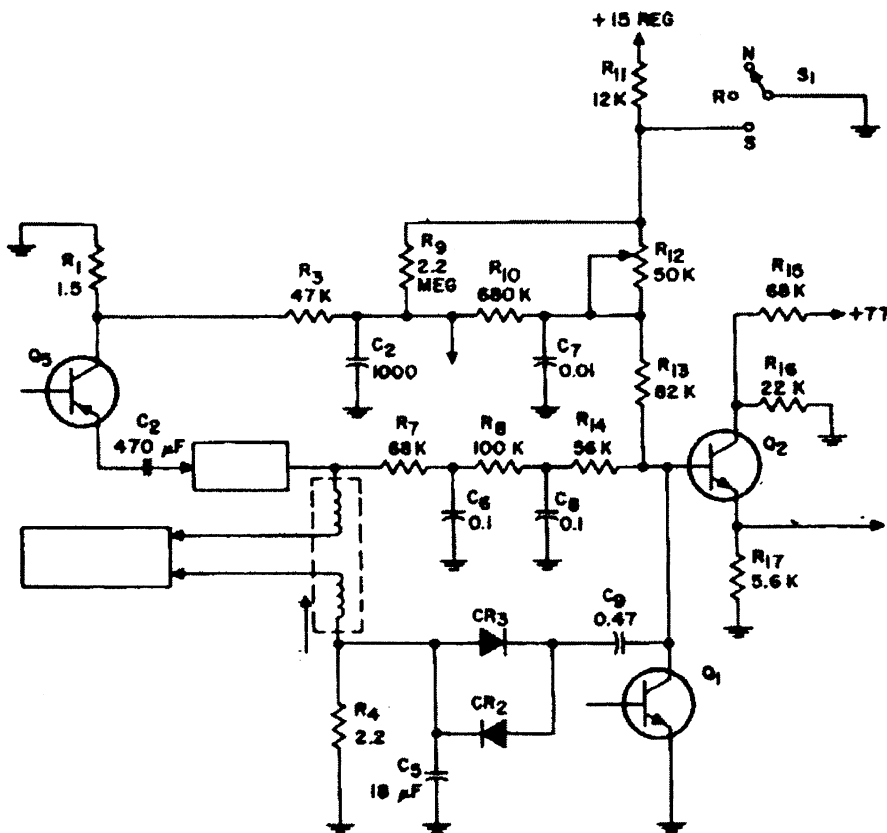 +15 REG
R11
12K
N
R
S1
S
R1
1.5
R3
47K
R9
2.2
MEG
R10
680K
R12
50K
R15
68K
+77
Q3
C2
1000
C7
0.01
R13
82K
R16
22K
C2
470 µF
R7
68K
R8
100K
R14
56K
Q2
C6
0.1
C8
0.1
R17
5.6K
CR3
C9
0.47
Q1
R4
2.2
CR2
C5
18 µF